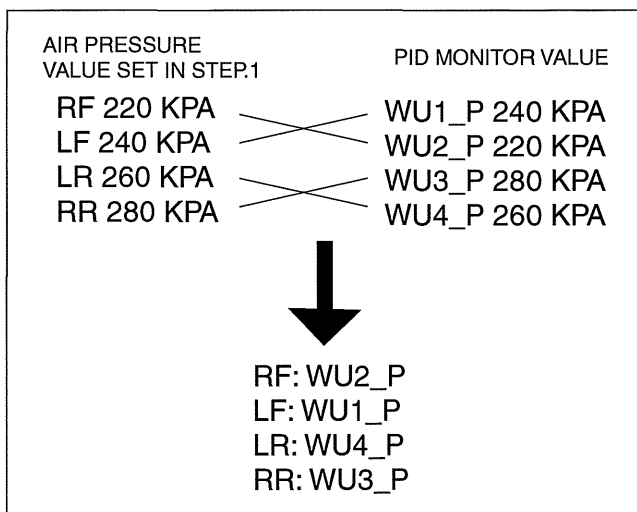 AIR PRESSURE
VALUE SET IN STEP.1
RF 220 KPA
LF 240 KPA
LR 260 KPA
RR 280 KPA
PID MONITOR VALUE
WU1_P 240 KPA
WU2_P 220 KPA
WU3_P 280 KPA
WU4_P 260 KPA
RF: WU2_P
LF: WU1_P
LR: WU4_P
RR: WU3_P